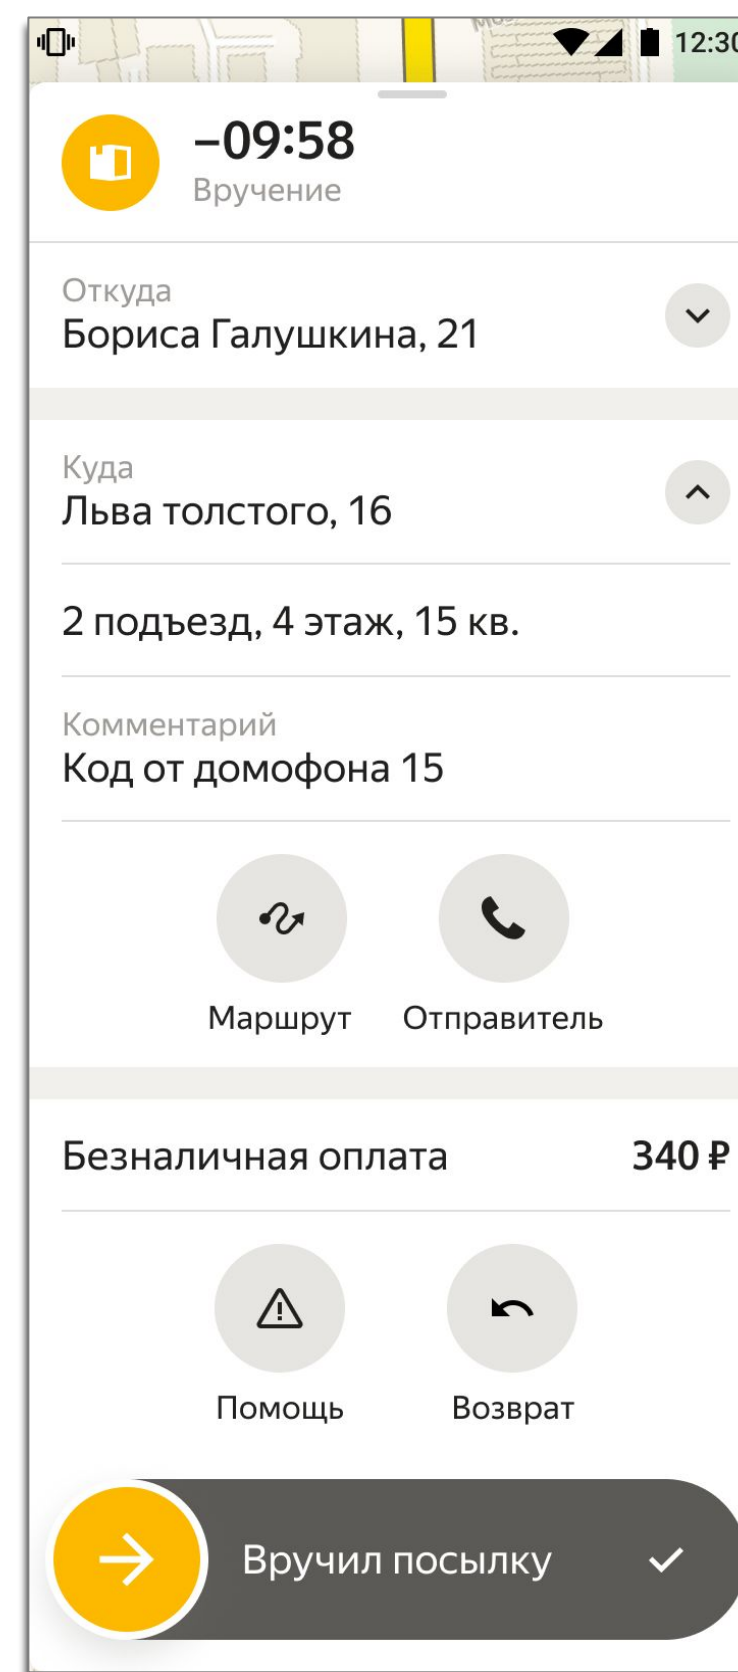 12:30
–09:58
Вручение
Откуда
Бориса Галушкина, 21
Куда
Льва толстого, 16
2 подъезд, 4 этаж, 15 кв.
Комментарий
Код от домофона 15
Маршрут Отправитель
Безналичная оплата 340 ₽
Помощь Возврат
Вручил посылку